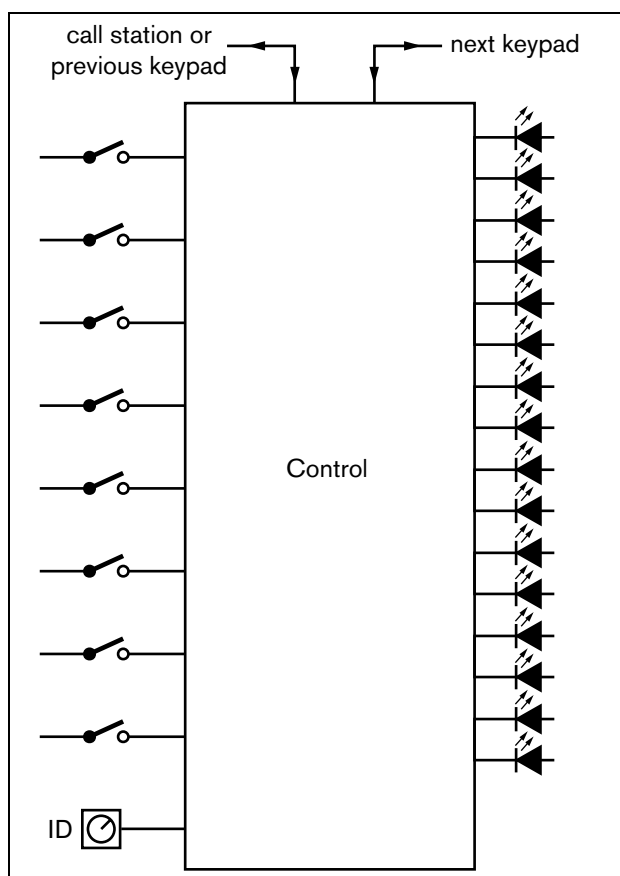 call station or
previous keypad
next keypad
Control
ID